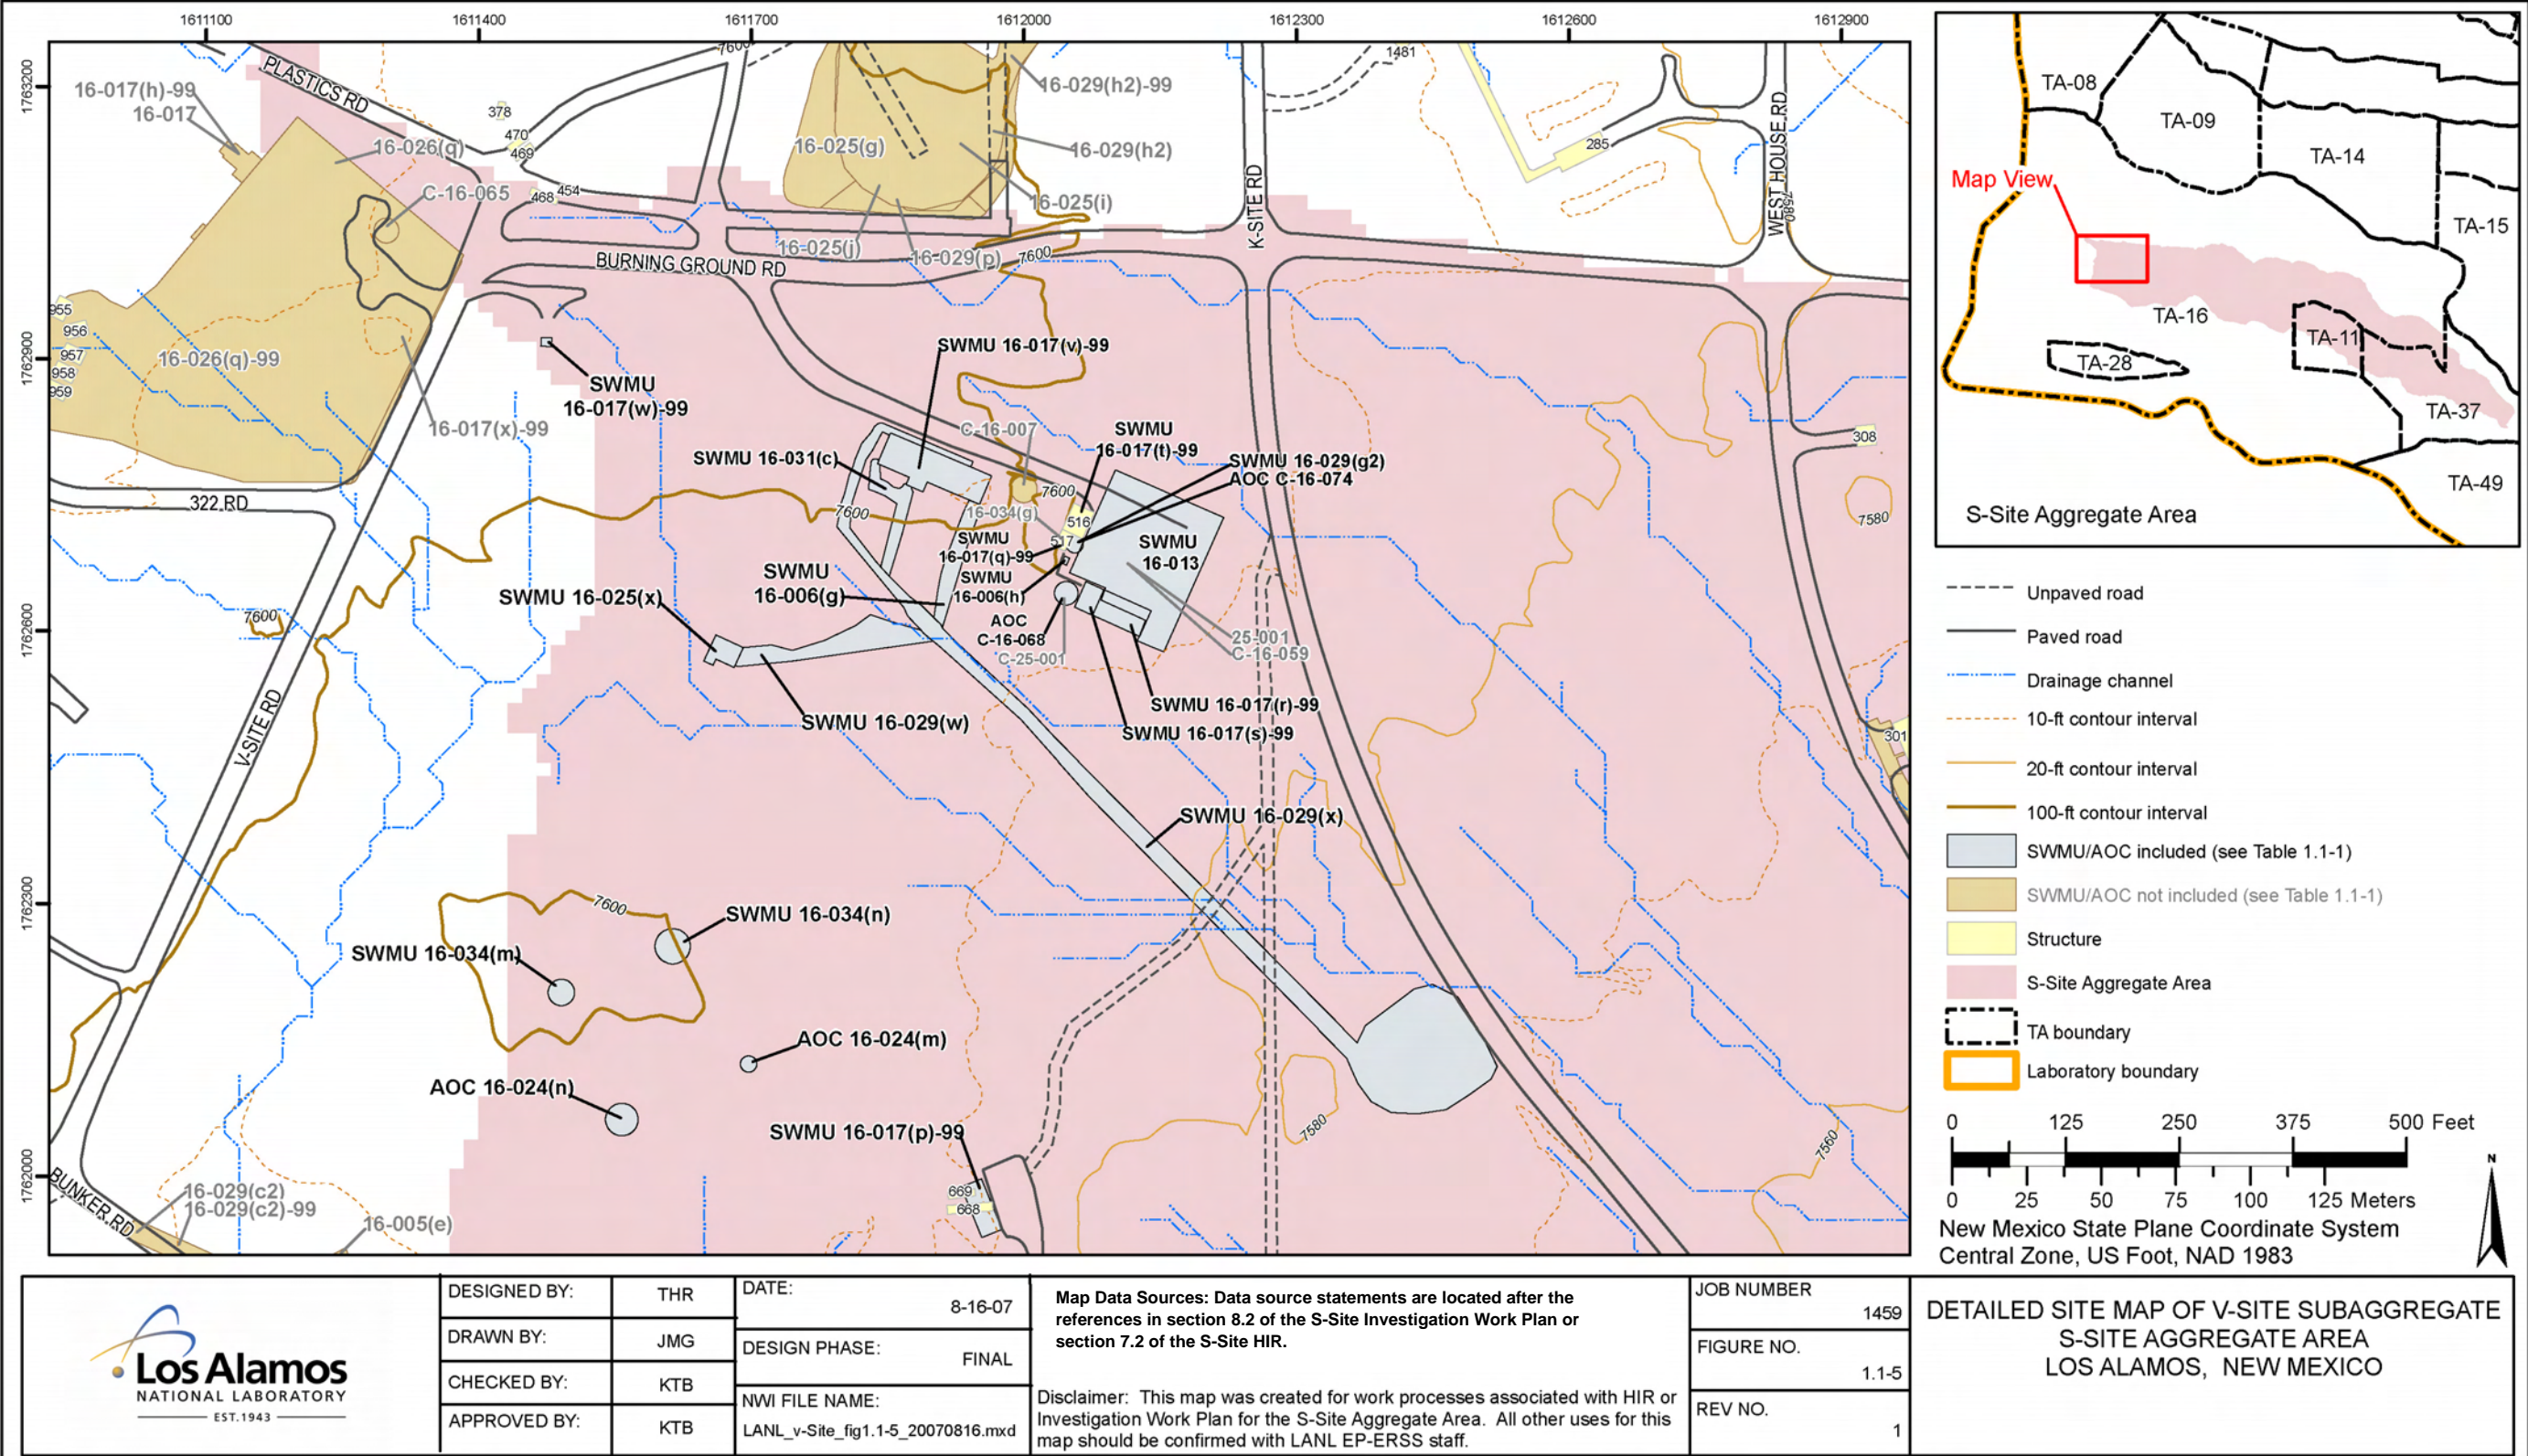 1611100
1611400
1611700
1612000
1612300
1612600
1612900
1763200
1762900
1762600
1762300
1762000
PLASTICS RD
7600
1481
16-017(h)-99
16-017
378
470
469
16-026(q)
16-025(g)
16-029(h2)-99
16-029(h2)
285
WEST HOUSE RD
7580
K-SITE RD
C-16-065
468
454
16-025(i)
16-025(j)
16-029(p)
7600
BURNING GROUND RD
955
956
957
958
959
16-026(q)-99
16-017(x)-99
SWMU
16-017(w)-99
SWMU 16-017(v)-99
C-16-007
SWMU
16-017(t)-99
SWMU 16-031(c)
SWMU 16-029(g2)
AOC C-16-074
308
322 RD
7600
7600
16-034(g)
516
517
7580
SWMU
16-017(q)-99
SWMU
16-013
SWMU
16-006(g)
SWMU
16-006(h)
SWMU 16-025(x)
7600
AOC
C-16-068
C-25-001
25-001
C-16-059
SWMU 16-017(r)-99
SWMU 16-029(w)
SWMU 16-017(s)-99
301
V-SITE RD
SWMU 16-029(x)
7600
SWMU 16-034(n)
SWMU 16-034(m)
AOC 16-024(m)
AOC 16-024(n)
SWMU 16-017(p)-99
7580
7560
669
668
BUNKER RD
16-029(c2)
16-029(c2)-99
16-005(e)
TA-08
TA-09
TA-14
TA-15
Map View
TA-16
TA-11
TA-28
TA-37
TA-49
S-Site Aggregate Area
Unpaved road
Paved road
Drainage channel
10-ft contour interval
20-ft contour interval
100-ft contour interval
SWMU/AOC included (see Table 1.1-1)
SWMU/AOC not included (see Table 1.1-1)
Structure
S-Site Aggregate Area
TA boundary
Laboratory boundary
0 125 250 375 500 Feet
0 25 50 75 100 125 Meters
N
New Mexico State Plane Coordinate System
Central Zone, US Foot, NAD 1983
Los Alamos
NATIONAL LABORATORY
EST.1943
DESIGNED BY: THR
DRAWN BY: JMG
CHECKED BY: KTB
APPROVED BY: KTB
DATE:
8-16-07
DESIGN PHASE:
FINAL
NWI FILE NAME:
LANL_v-Site_fig1.1-5_20070816.mxd
Map Data Sources: Data source statements are located after the
references in section 8.2 of the S-Site Investigation Work Plan or
section 7.2 of the S-Site HIR.
Disclaimer: This map was created for work processes associated with HIR or
Investigation Work Plan for the S-Site Aggregate Area. All other uses for this
map should be confirmed with LANL EP-ERSS staff.
JOB NUMBER
1459
FIGURE NO.
1.1-5
REV NO.
1
DETAILED SITE MAP OF V-SITE SUBAGGREGATE
S-SITE AGGREGATE AREA
LOS ALAMOS, NEW MEXICO